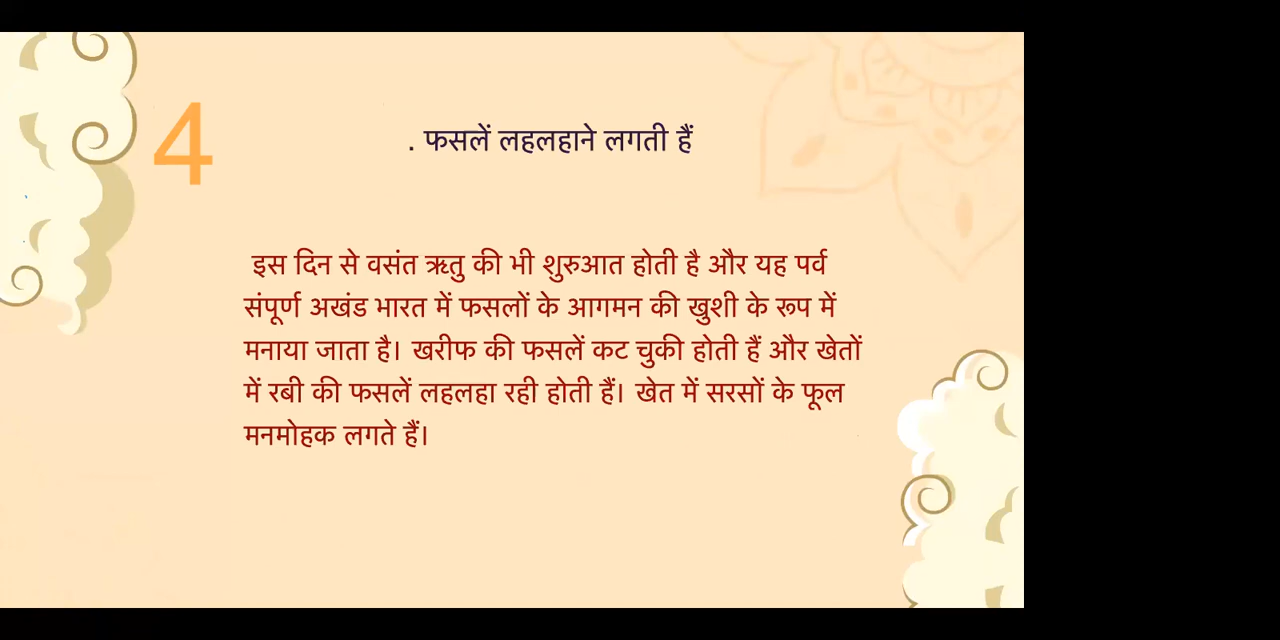 4
. फसलें लहलहाने लगती हैं
इस दिन से वसंत ऋतु की भी शुरुआत होती है और यह पर्व
संपूर्ण अखंड भारत में फसलों के आगमन की खुशी के रूप में
मनाया जाता है। खरीफ की फसलें कट चुकी होती हैं और खेतों
में रबी की फसलें लहलहा रही होती हैं। खेत में सरसों के फूल
मनमोहक लगते हैं।